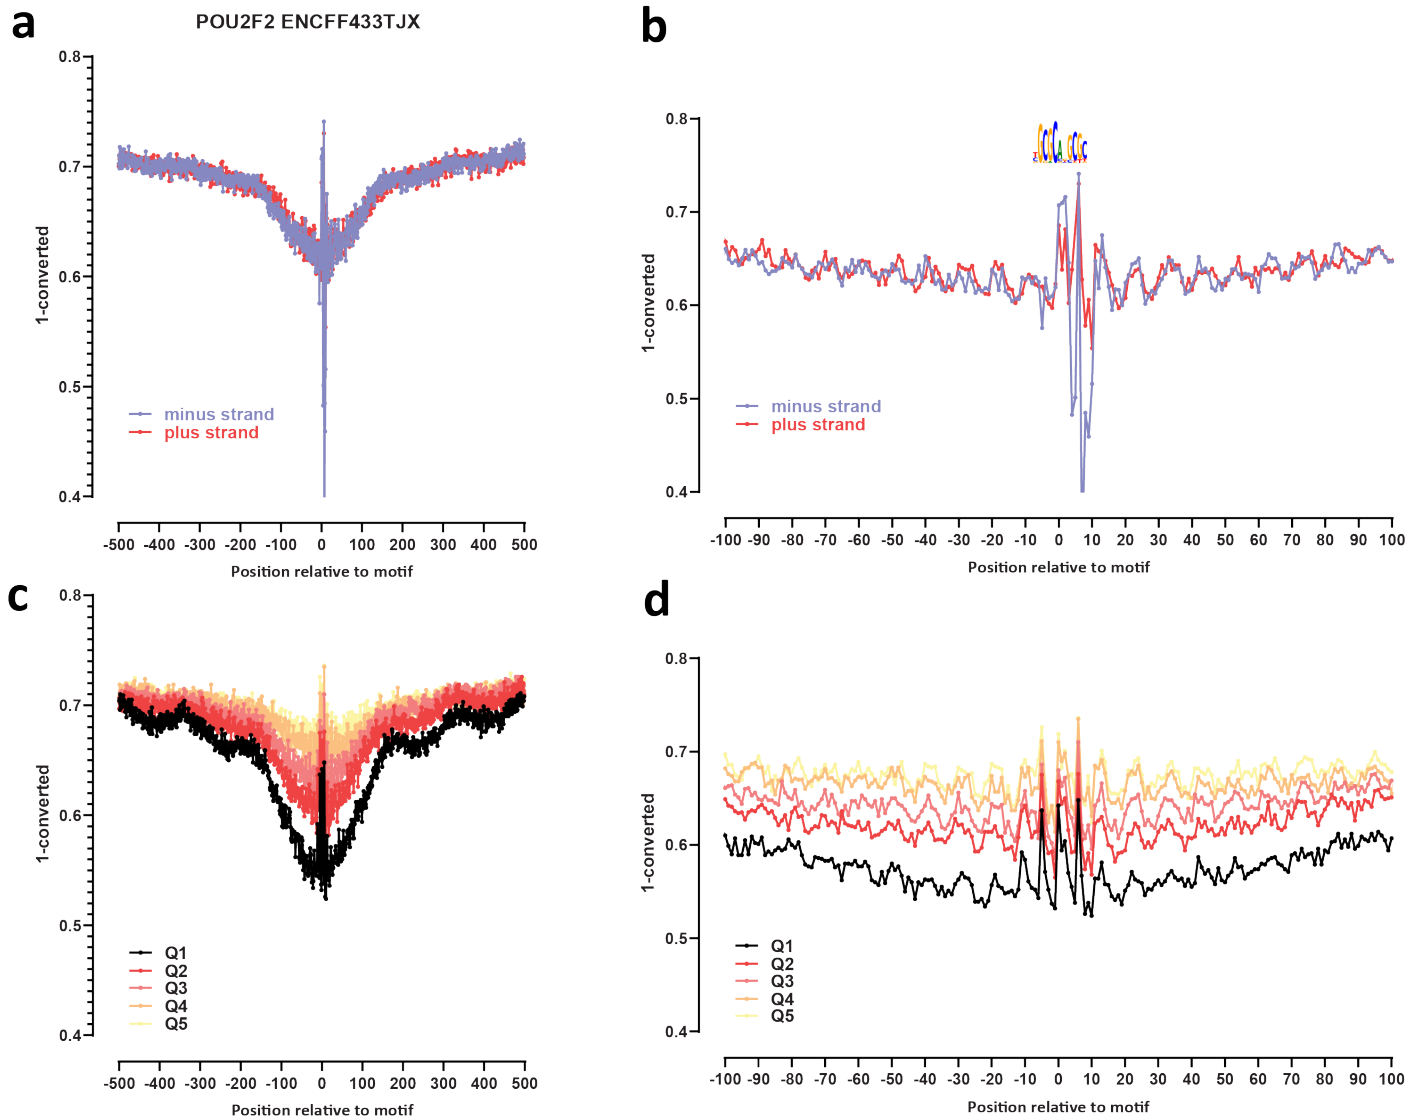 a
POU2F2 ENCFF433TJX
0.8
0.7
0.6
0.5
0.4
1-converted
minus strand
plus strand
-500 -400 -300 -200 -100 0 100 200 300 400 500
Position relative to motif
b
0.8
0.7
0.6
0.5
0.4
1-converted
minus strand
plus strand
-100 -90 -80 -70 -60 -50 -40 -30 -20 -10 0 10 20 30 40 50 60 70 80 90 100
Position relative to motif
c
0.8
0.7
0.6
0.5
0.4
1-converted
Q1
Q2
Q3
Q4
Q5
-500 -400 -300 -200 -100 0 100 200 300 400 500
Position relative to motif
d
0.8
0.7
0.6
0.5
0.4
1-converted
Q1
Q2
Q3
Q4
Q5
-100 -90 -80 -70 -60 -50 -40 -30 -20 -10 0 10 20 30 40 50 60 70 80 90 100
Position relative to motif